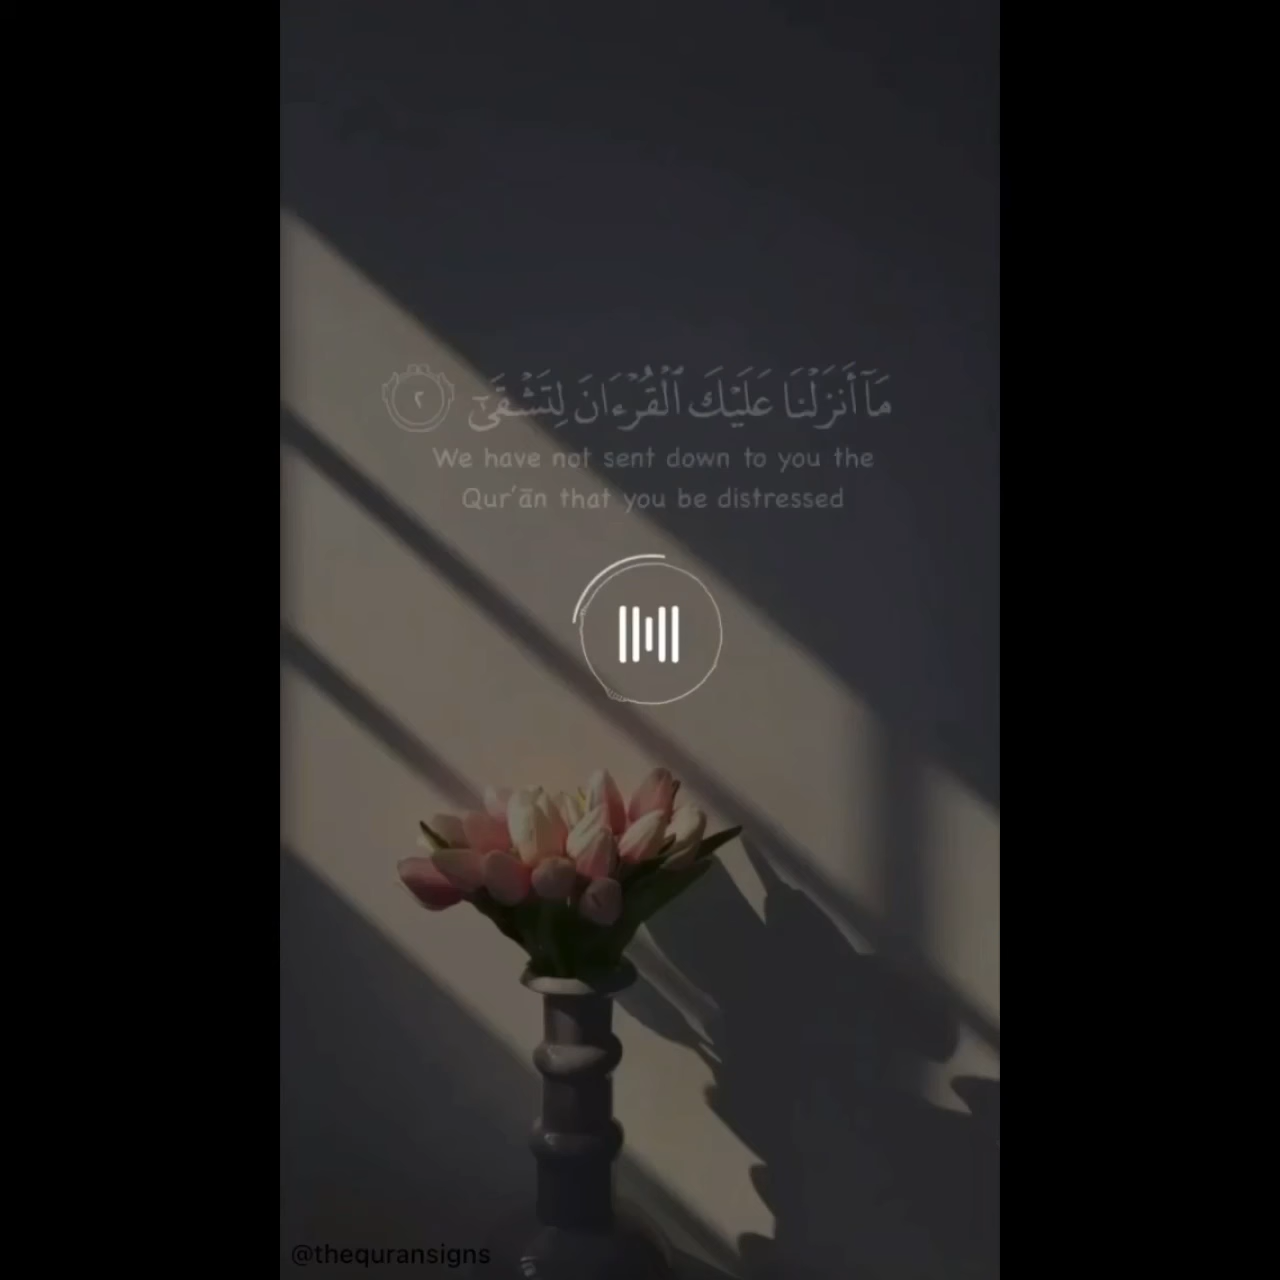 مَآ أَنزَلْنَا عَلَيْكَ ٱلْقُرْءَانَ لِتَشْقَىٰٓ ٢
We have not sent down to you the
Qur’ān that you be distressed
@thequransigns